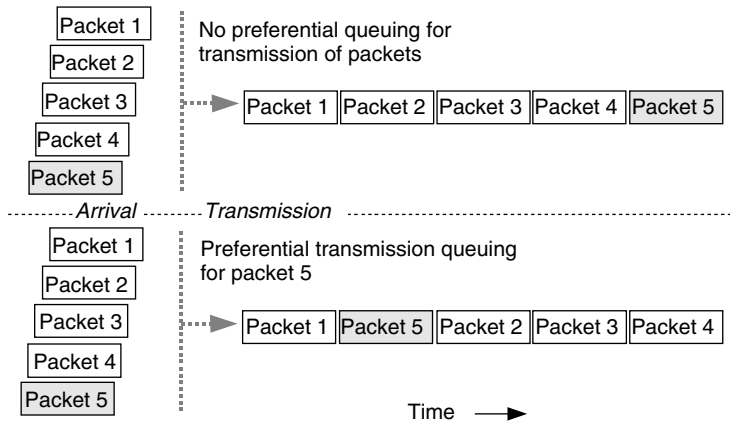 Packet 1
Packet 2
Packet 3
Packet 4
Packet 5
No preferential queuing for
transmission of packets
Packet 1 Packet 2 Packet 3 Packet 4 Packet 5
Arrival Transmission
Packet 1
Packet 2
Packet 3
Packet 4
Packet 5
Preferential transmission queuing
for packet 5
Packet 1 Packet 5 Packet 2 Packet 3 Packet 4
Time